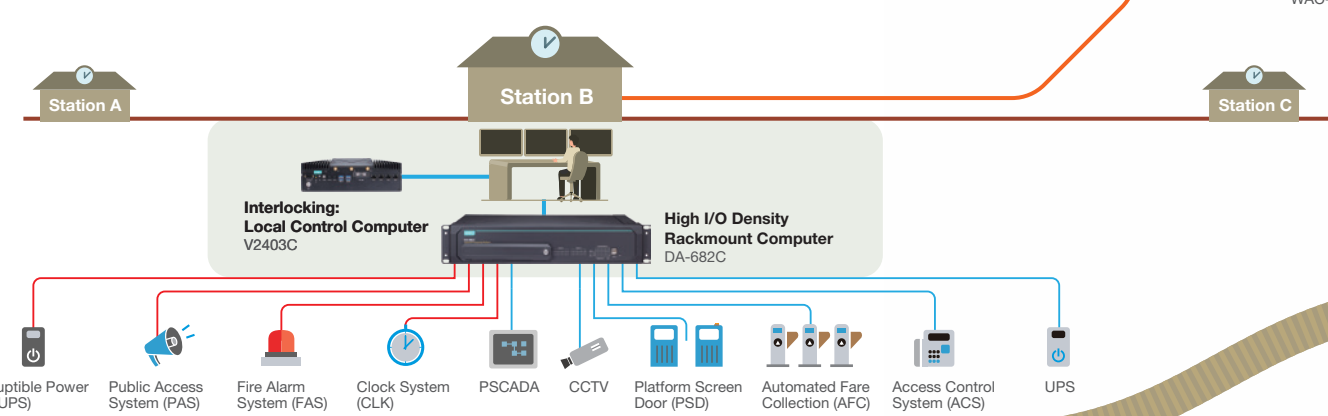 Station A
Station B
Station C
Interlocking:
Local Control Computer
V2403C
High I/O Density
Rackmount Computer
DA-682C
Power
UPS)
Public Access
System (PAS)
Fire Alarm
System (FAS)
Clock System
(CLK)
PSCADA
CCTV
Platform Screen
Door (PSD)
Automated Fare
Collection (AFC)
Access Control
System (ACS)
UPS